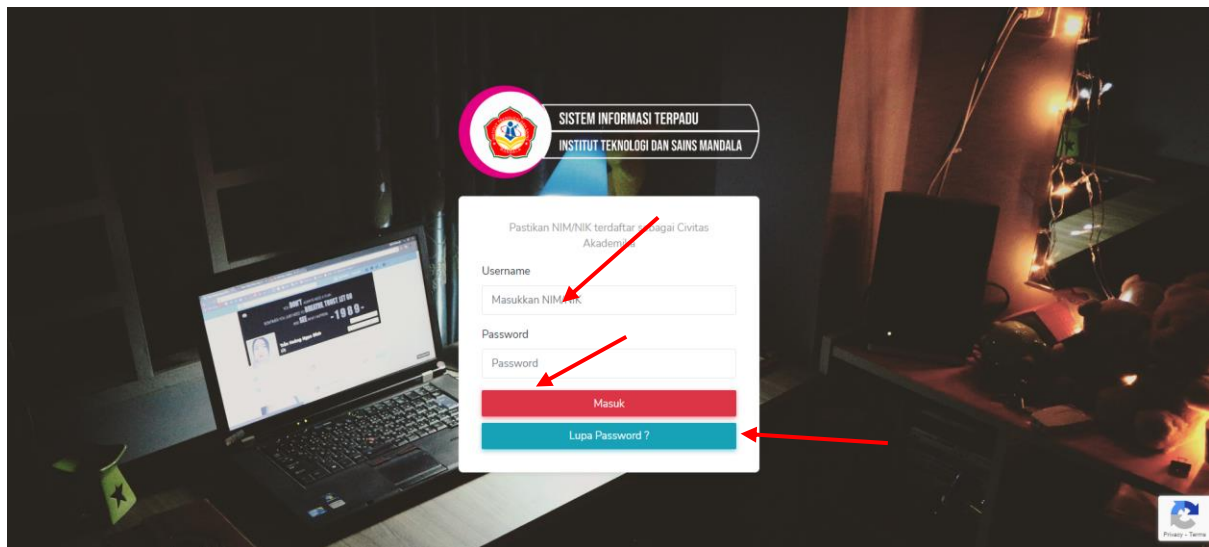 SISTEM INFORMASI TERPADU
INSTITUT TEKNOLOGI DAN SAINS MANDALA
Pastikan NIM/NIK terdaftar sebagai Civitas
Akademika
Username
Masukkan NIM/NIK
Password
Password
Masuk
Lupa Password ?
-1989-
Privacy - Terms